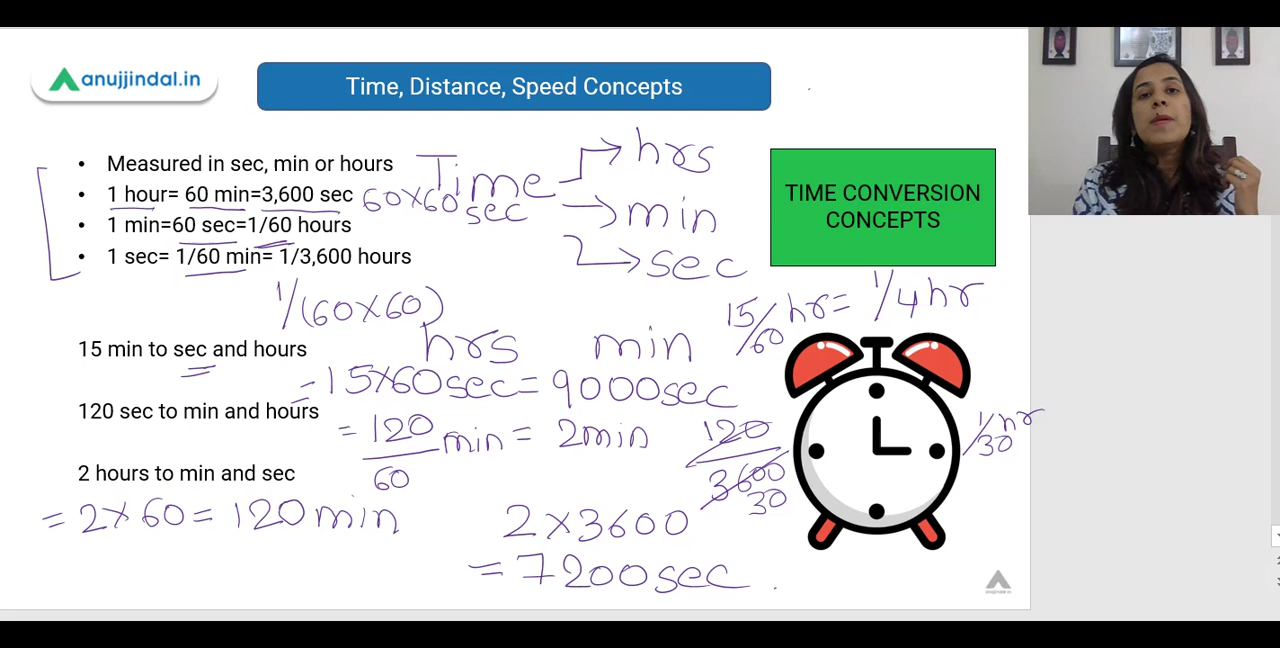 anujjindal.in
Time, Distance, Speed Concepts
• Measured in sec, min or hours
• 1 hour= 60 min=3,600 sec
• 1 min=60 sec=1/60 hours
• 1 sec= 1/60 min= 1/3,600 hours
60×60 sec
Time
→ hrs
→ min
→ sec
TIME CONVERSION
CONCEPTS
1/(60×60)
hrs min
15/60 hr = 1/4 hr
15 min to sec and hours
= 15×60 sec = 9000 sec
120 sec to min and hours
= 120/60 min = 2 min
120/3600
30
1/30 hr
2 hours to min and sec
= 2×60 = 120 min
2×3600
= 7200 sec